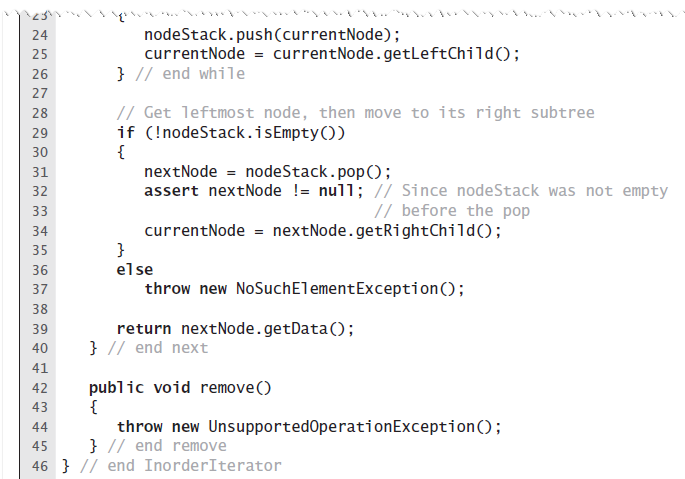 23 {
24 nodeStack.push(currentNode);
25 currentNode = currentNode.getLeftChild();
26 } // end while
27
28 // Get leftmost node, then move to its right subtree
29 if (!nodeStack.isEmpty())
30 {
31 nextNode = nodeStack.pop();
32 assert nextNode != null; // Since nodeStack was not empty
33 // before the pop
34 currentNode = nextNode.getRightChild();
35 }
36 else
37 throw new NoSuchElementException();
38
39 return nextNode.getData();
40 } // end next
41
42 public void remove()
43 {
44 throw new UnsupportedOperationException();
45 } // end remove
46 } // end InorderIterator